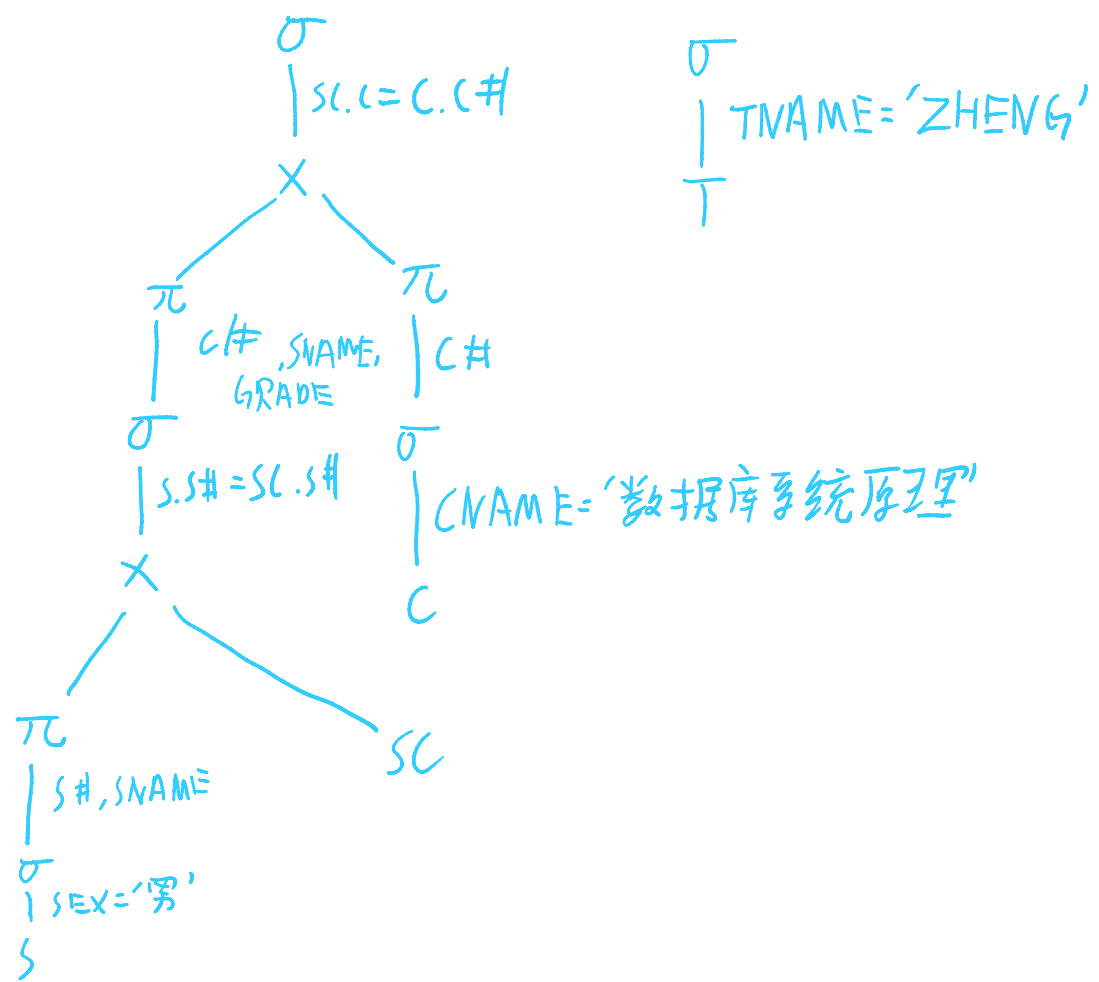 σ
SC.C=C.C#
×
π
C#,SNAME,
GRADE
σ
S.S#=SC.S#
×
π
S#,SNAME
σ
SEX='男'
S
SC
π
C#
σ
CNAME='数据库系统原理'
C
σ
TNAME='ZHENG'
T